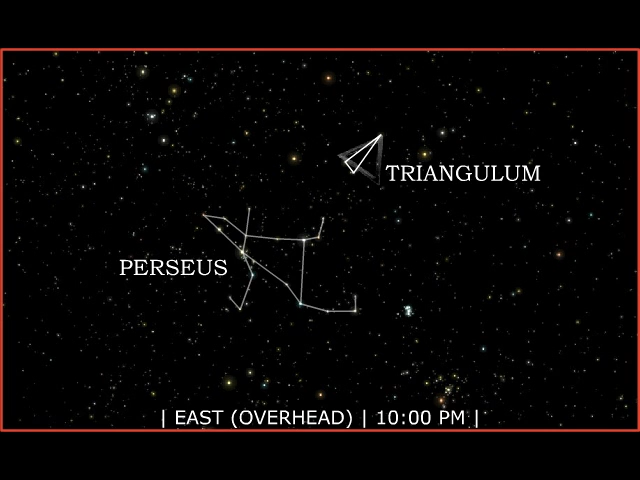 TRIANGULUM
PERSEUS
| EAST (OVERHEAD) | 10:00 PM |